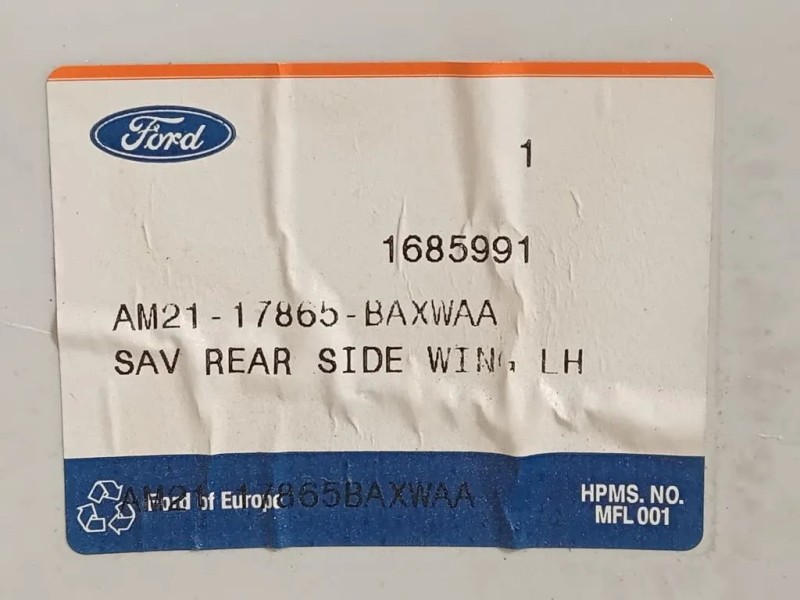 Ford
1
1685991
AM21-17865-BAXWAA
SAV REAR SIDE WING LH
AM21-17865BAXWAA
Ford of Europe
HPMS. NO.
MFL 001